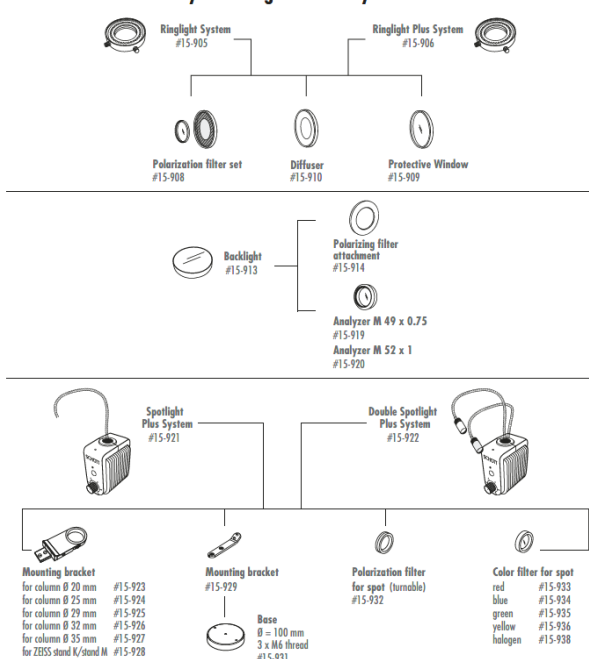 Ringlight System
#15-905
Ringlight Plus System
#15-906
Polarization filter set
#15-908
Diffuser
#15-910
Protective Window
#15-909
Backlight
#15-913
Polarizing filter
attachment
#15-914
Analyzer M 49 x 0.75
#15-919
Analyzer M 52 x 1
#15-920
Spotlight
Plus System
#15-921
Double Spotlight
Plus System
#15-922
SCHOTT
SCHOTT
Mounting bracket
for column Ø 20 mm #15-923
for column Ø 25 mm #15-924
for column Ø 29 mm #15-925
for column Ø 32 mm #15-926
for column Ø 35 mm #15-927
for ZEISS stand K/stand M #15-928
Mounting bracket
#15-929
Base
Ø = 100 mm
3 x M6 thread
#15-931
Polarization filter
for spot (turnable)
#15-932
Color filter for spot
red #15-933
blue #15-934
green #15-935
yellow #15-936
halogen #15-938